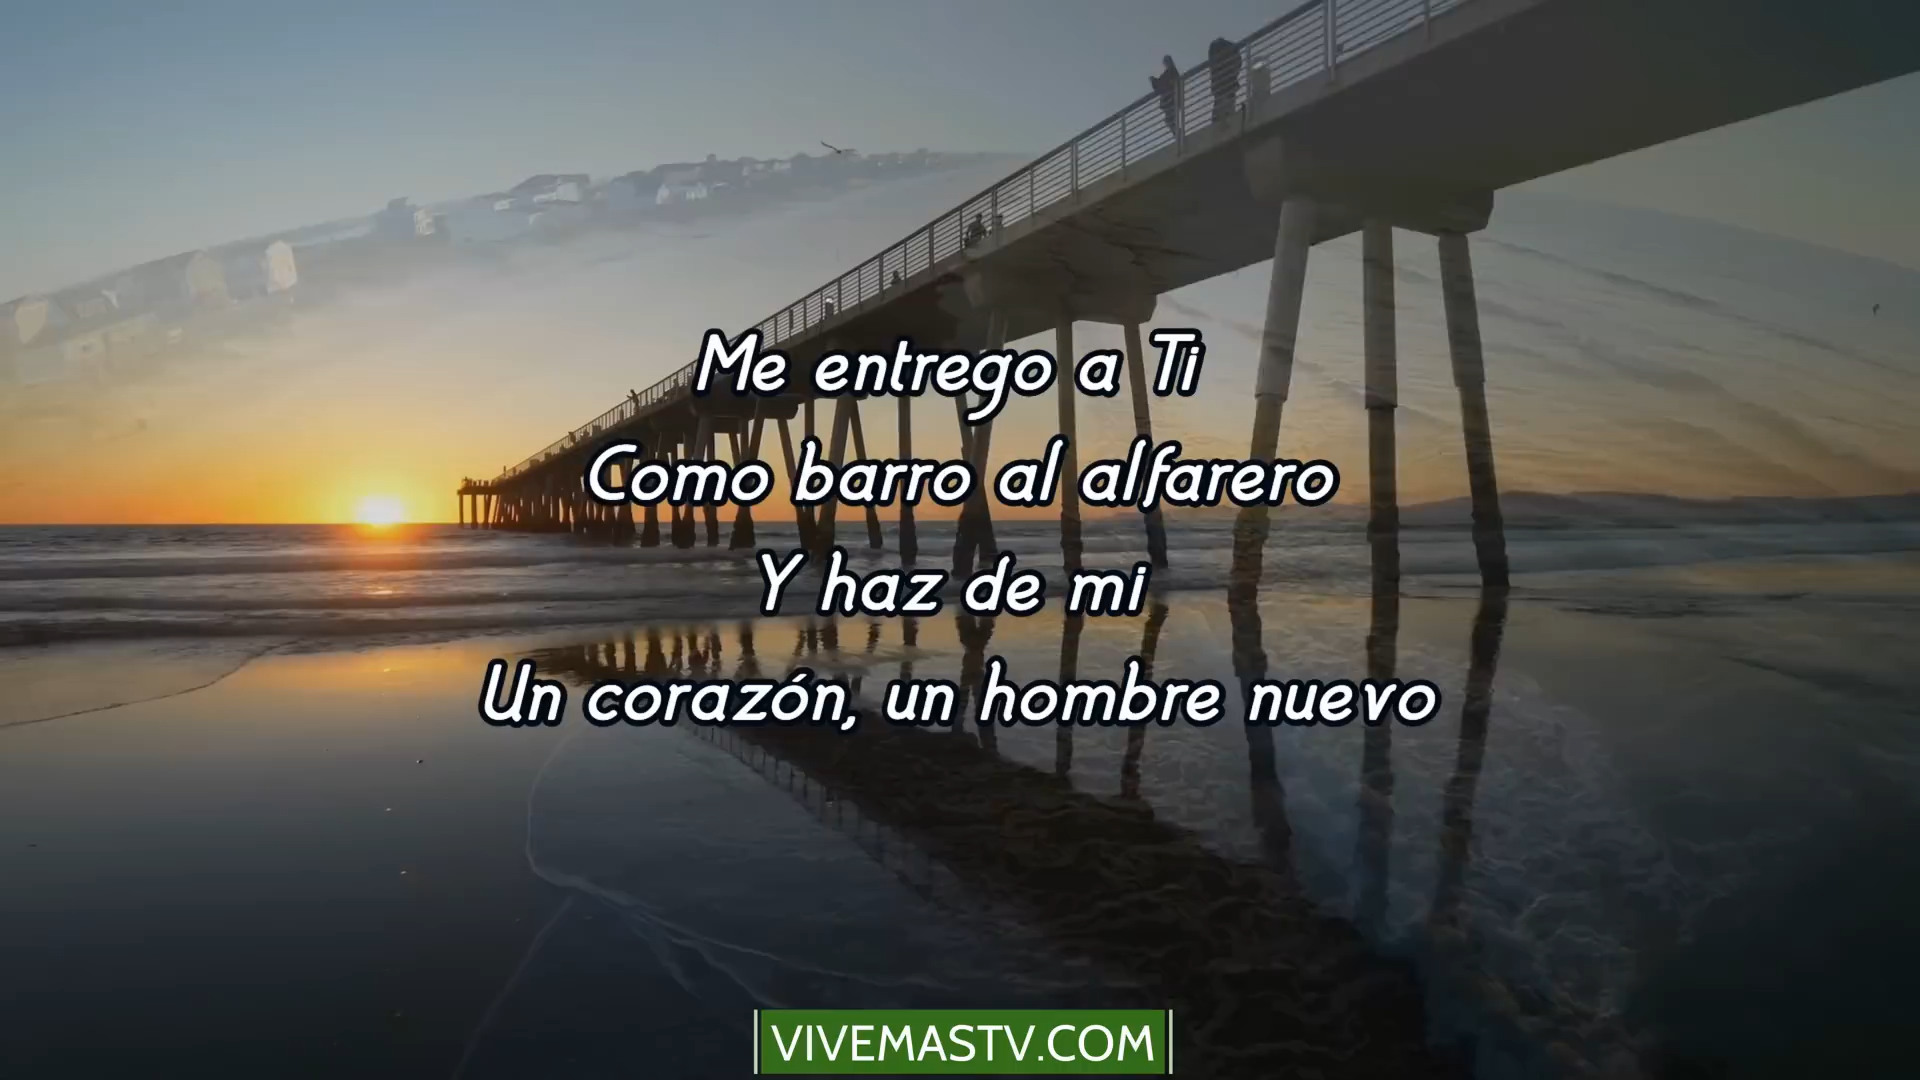 Me entrego a Ti
Como barro al alfarero
Y haz de mi
Un corazón, un hombre nuevo
VIVEMASTV.COM